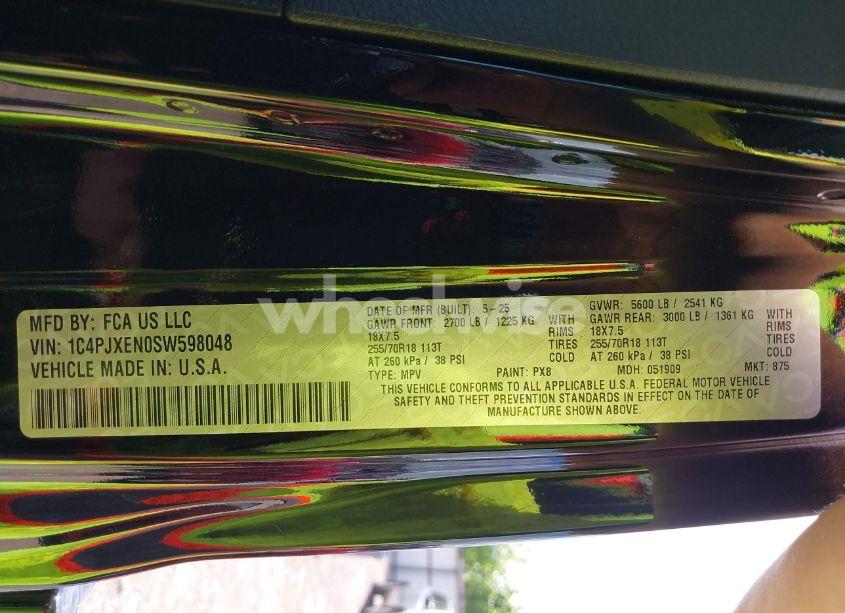 wheelwise
MFD BY: FCA US LLC
VIN: 1C4PJXEN0SW598048
VEHICLE MADE IN: U.S.A.
DATE OF MFR (BUILT): 5-25 GVWR: 5600 LB / 2541 KG
GAWR FRONT: 2700 LB / 1225 KG WITH GAWR REAR: 3000 LB / 1361 KG WITH
18X7.5 RIMS 18X7.5 RIMS
255/70R18 113T TIRES 255/70R18 113T TIRES
AT 260 kPa / 38 PSI COLD AT 260 kPa / 38 PSI COLD
TYPE: MPV PAINT: PX8 MDH: 051909 MKT: 875
THIS VEHICLE CONFORMS TO ALL APPLICABLE U.S.A. FEDERAL MOTOR VEHICLE
SAFETY AND THEFT PREVENTION STANDARDS IN EFFECT ON THE DATE OF
MANUFACTURE SHOWN ABOVE.